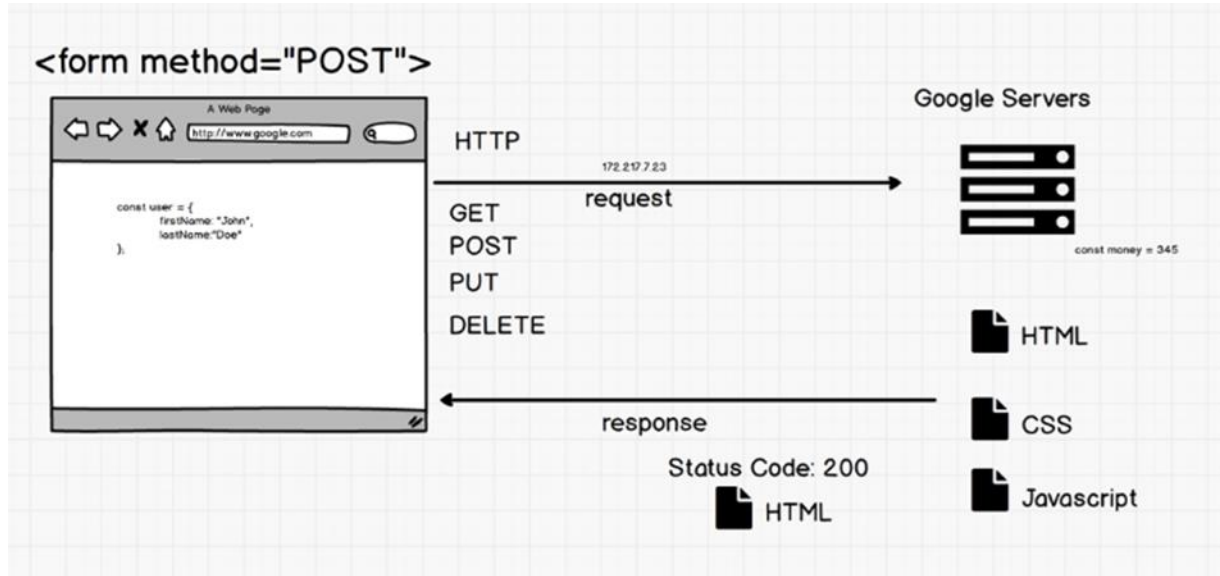 <form method="POST">
A Web Page
http://www.google.com
const user = {
firstName: "John",
lastName:"Doe"
};
HTTP
172.217.7.23
request
GET
POST
PUT
DELETE
Google Servers
const money = 345
HTML
CSS
Javascript
response
Status Code: 200
HTML